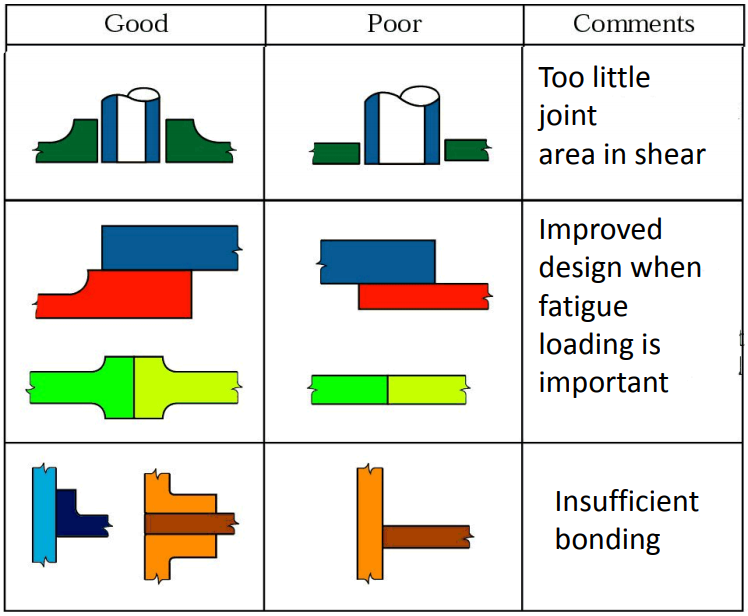 Good
Poor
Comments
Too little
joint
area in shear
Improved
design when
fatigue
loading is
important
Insufficient
bonding